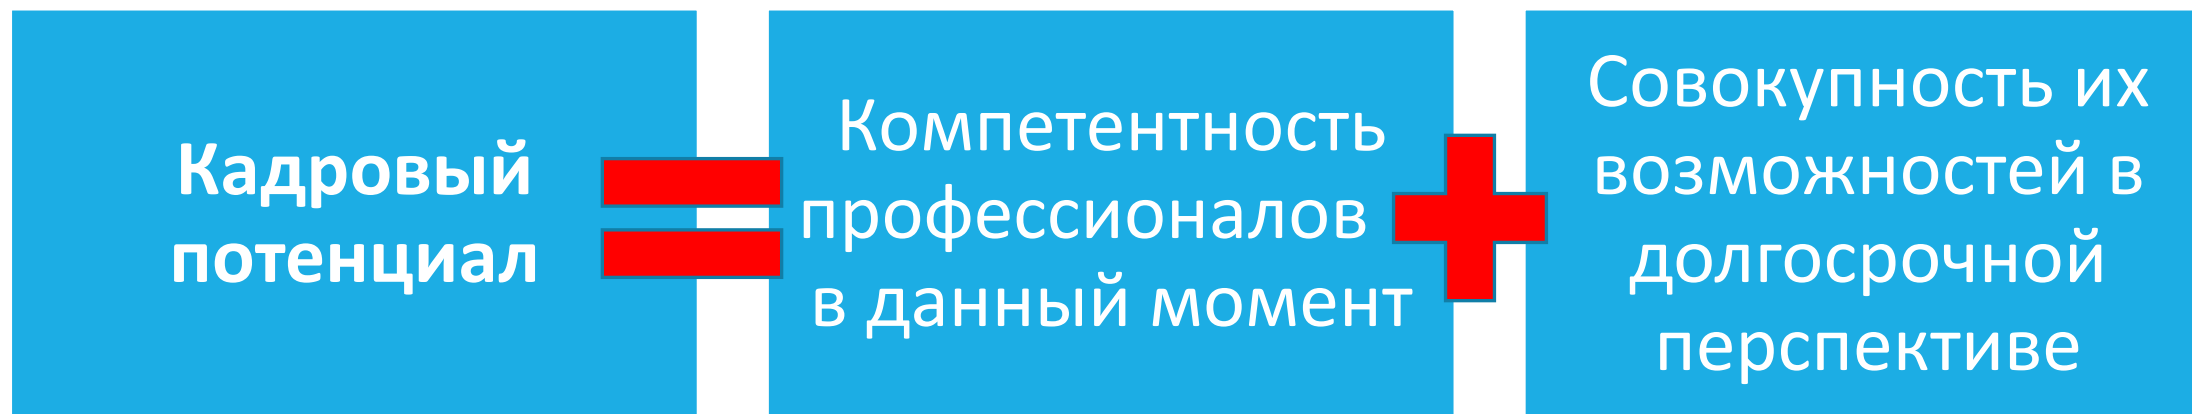 Кадровый
потенциал
Компетентность
профессионалов
в данный момент
Совокупность их
возможностей в
долгосрочной
перспективе